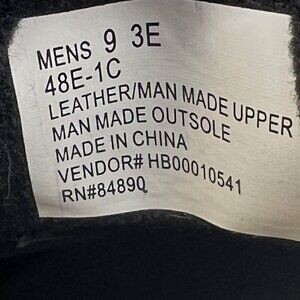 MENS 9 3E
48E-1C
LEATHER/MAN MADE UPPER
MAN MADE OUTSOLE
MADE IN CHINA
VENDOR# HB00010541
RN#84890